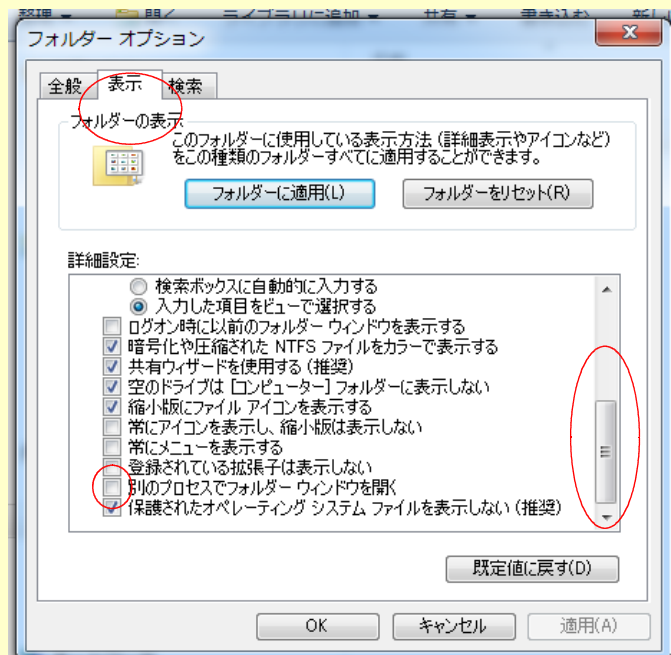 整理 開く ライブラリに追加 共有 書き込む
フォルダー オプション
全般 表示 検索
フォルダーの表示
このフォルダーに使用している表示方法 (詳細表示やアイコンなど)
をこの種類のフォルダーすべてに適用することができます。
フォルダーに適用(L) フォルダーをリセット(R)
詳細設定:
検索ボックスに自動的に入力する
入力した項目をビューで選択する
ログオン時に以前のフォルダー ウィンドウを表示する
暗号化や圧縮された NTFS ファイルをカラーで表示する
共有ウィザードを使用する (推奨)
空のドライブは [コンピューター] フォルダーに表示しない
縮小版にファイル アイコンを表示する
常にアイコンを表示し、縮小版は表示しない
常にメニューを表示する
登録されている拡張子は表示しない
別のプロセスでフォルダー ウィンドウを開く
保護されたオペレーティング システム ファイルを表示しない (推奨)
既定値に戻す(D)
OK キャンセル 適用(A)